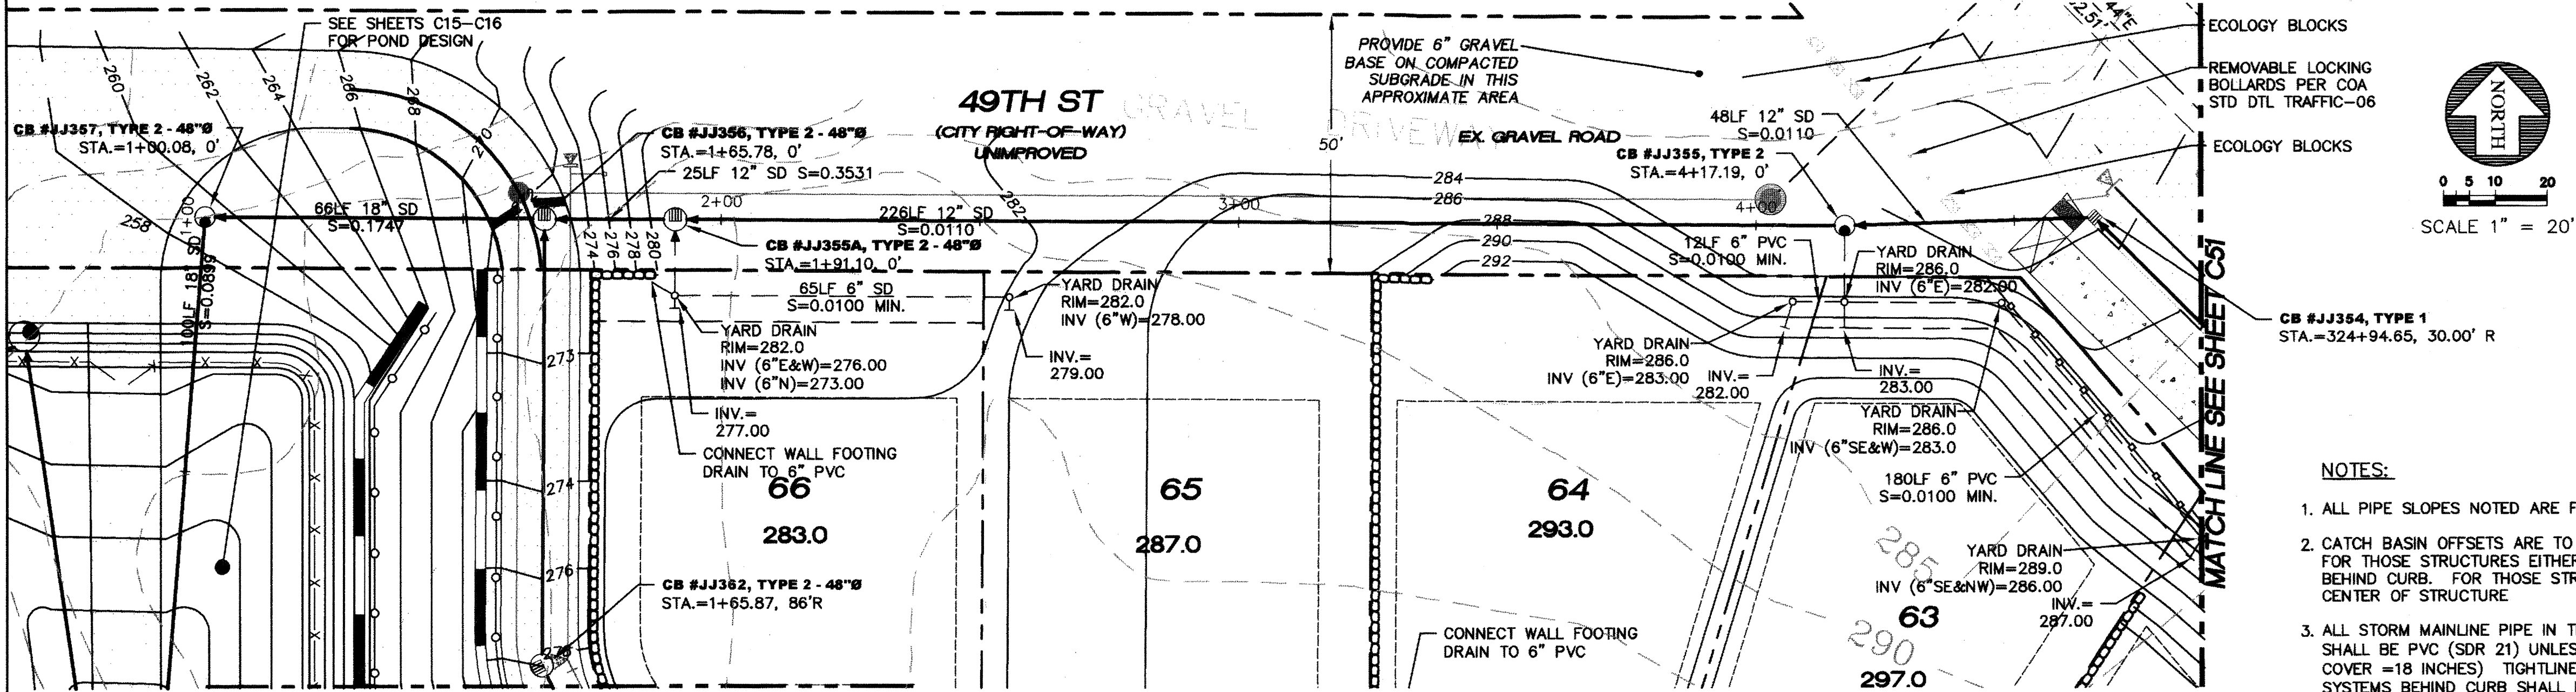 SEE SHEETS C15-C16
FOR POND DESIGN
260
262
264
266
268
270
258
CB #JJ357, TYPE 2 - 48"Ø
STA.=1+00.08, 0'
1+00
66LF 18" SD
S=0.1747
100LF 18" SD
S=0.0899
CB #JJ356, TYPE 2 - 48"Ø
STA.=1+65.78, 0'
25LF 12" SD S=0.3531
274
276
278
280
2+00
226LF 12" SD
S=0.0110
CB #JJ355A, TYPE 2 - 48"Ø
STA.=1+91.10, 0'
49TH ST
(CITY RIGHT-OF-WAY)
UNIMPROVED
GRAVEL DRIVEWAY
282
3+00
50'
PROVIDE 6" GRAVEL
BASE ON COMPACTED
SUBGRADE IN THIS
APPROXIMATE AREA
EX. GRAVEL ROAD
284
286
288
290
292
48LF 12" SD
S=0.0110
CB #JJ355, TYPE 2
STA.=4+17.19, 0'
4+00
12LF 6" PVC
S=0.0100 MIN.
YARD DRAIN
RIM=286.0
INV (6"E)=282.00
44"E
2.51'
ECOLOGY BLOCKS
REMOVABLE LOCKING
BOLLARDS PER COA
STD DTL TRAFFIC-06
ECOLOGY BLOCKS
NORTH
0 5 10 20
SCALE 1" = 20'
CB #JJ354, TYPE 1
STA.=324+94.65, 30.00' R
MATCH LINE SEE SHEET C51
65LF 6" SD
S=0.0100 MIN.
YARD DRAIN
RIM=282.0
INV (6"E&W)=276.00
INV (6"N)=273.00
INV.=
277.00
CONNECT WALL FOOTING
DRAIN TO 6" PVC
YARD DRAIN
RIM=282.0
INV (6"W)=278.00
INV.=
279.00
YARD DRAIN
RIM=286.0
INV (6"E)=283.00
INV.=
282.00
INV.=
283.00
YARD DRAIN
RIM=286.0
INV (6"SE&W)=283.0
180LF 6" PVC
S=0.0100 MIN.
273
274
276
66
283.0
65
287.0
64
293.0
285
290
63
297.0
YARD DRAIN
RIM=289.0
INV (6"SE&NW)=286.00
INV.=
287.00
CB #JJ362, TYPE 2 - 48"Ø
STA.=1+65.87, 86'R
CONNECT WALL FOOTING
DRAIN TO 6" PVC
NOTES:
1. ALL PIPE SLOPES NOTED ARE F
2. CATCH BASIN OFFSETS ARE TO
FOR THOSE STRUCTURES EITHER
BEHIND CURB. FOR THOSE STR
CENTER OF STRUCTURE
3. ALL STORM MAINLINE PIPE IN T
SHALL BE PVC (SDR 21) UNLES
COVER =18 INCHES) TIGHTLINE
SYSTEMS BEHIND CURB SHALL